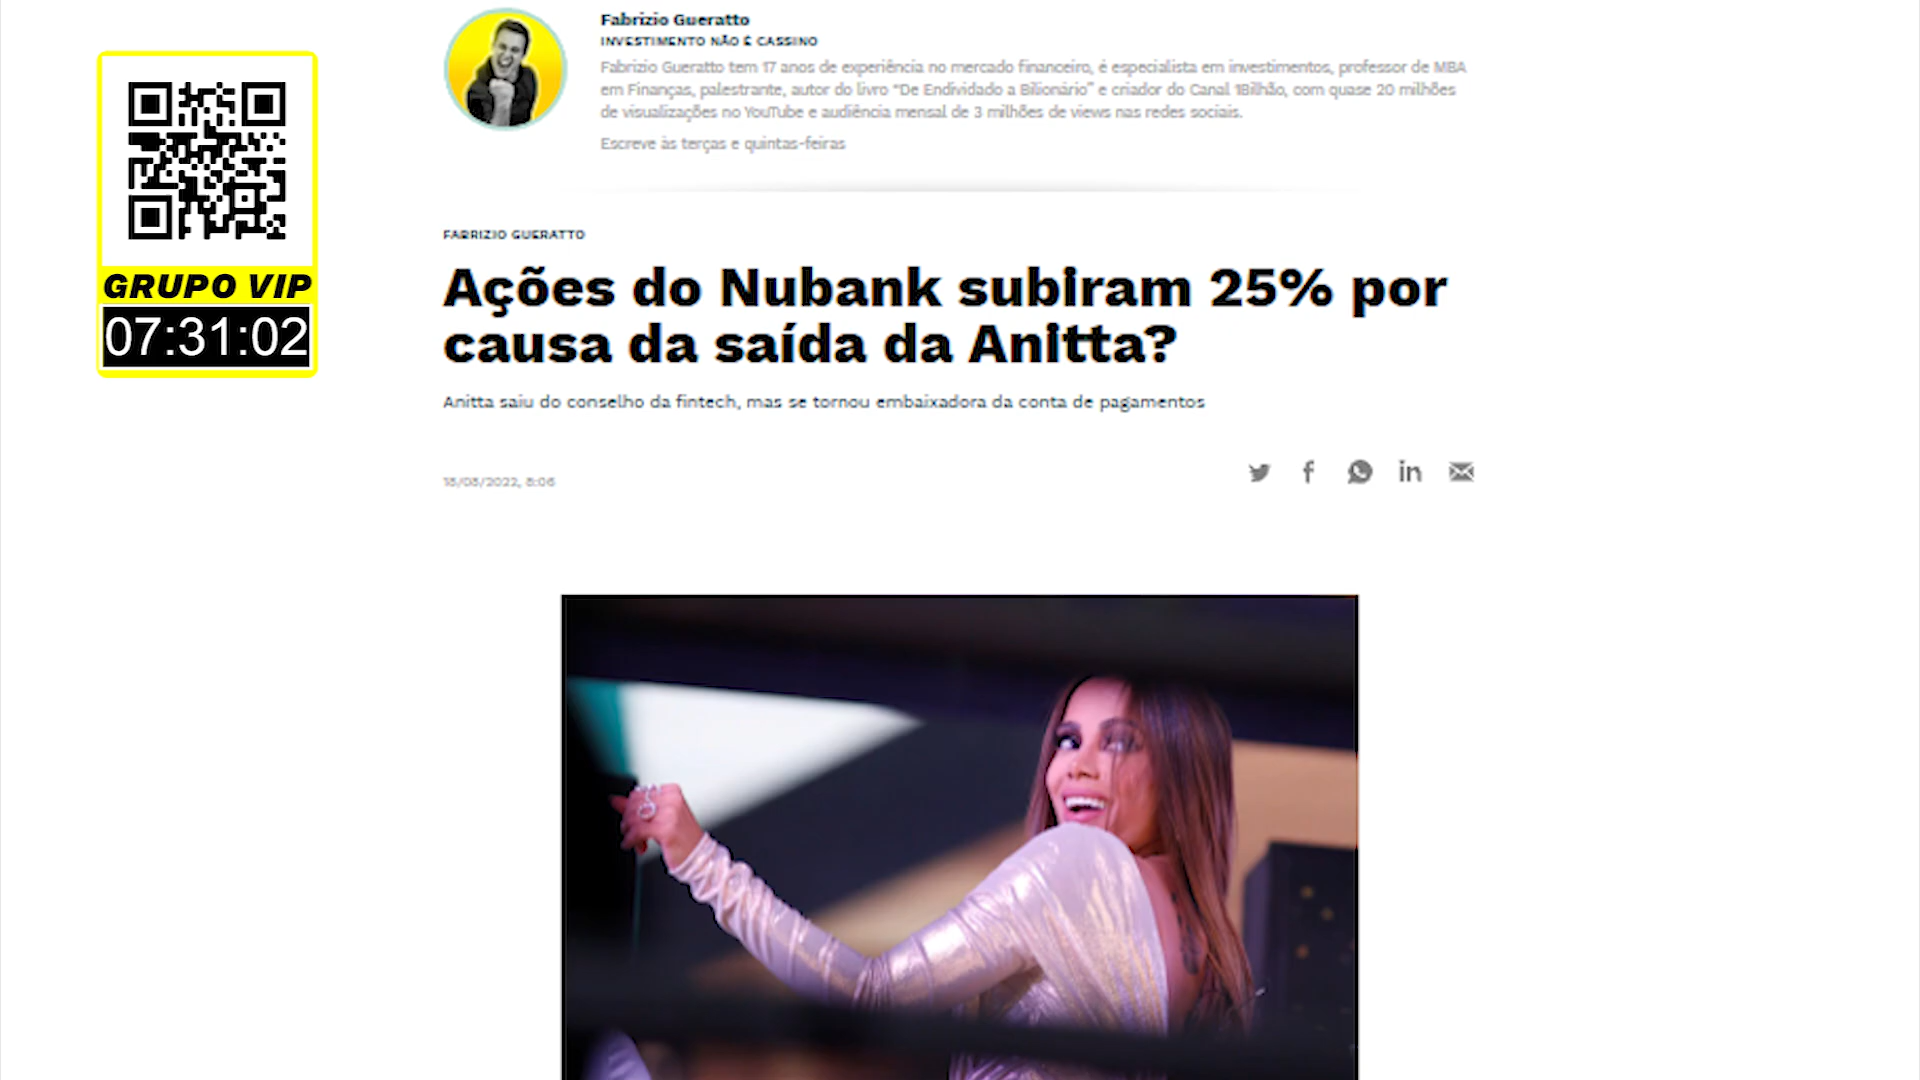 Fabrizio Gueratto
INVESTIMENTO NÃO É CASSINO
Fabrizio Gueratto tem 17 anos de experiência no mercado financeiro, é especialista em investimentos, professor de MBA
em Finanças, palestrante, autor do livro "De Endividado a Bilionário" e criador do Canal 1Bilhão, com quase 20 milhões
de visualizações no YouTube e audiência mensal de 3 milhões de views nas redes sociais.
Escreve às terças e quintas-feiras
GRUPO VIP
07:31:02
FABRIZIO GUERATTO
Ações do Nubank subiram 25% por
causa da saída da Anitta?
Anitta saiu do conselho da fintech, mas se tornou embaixadora da conta de pagamentos
18/08/2022, 8:06